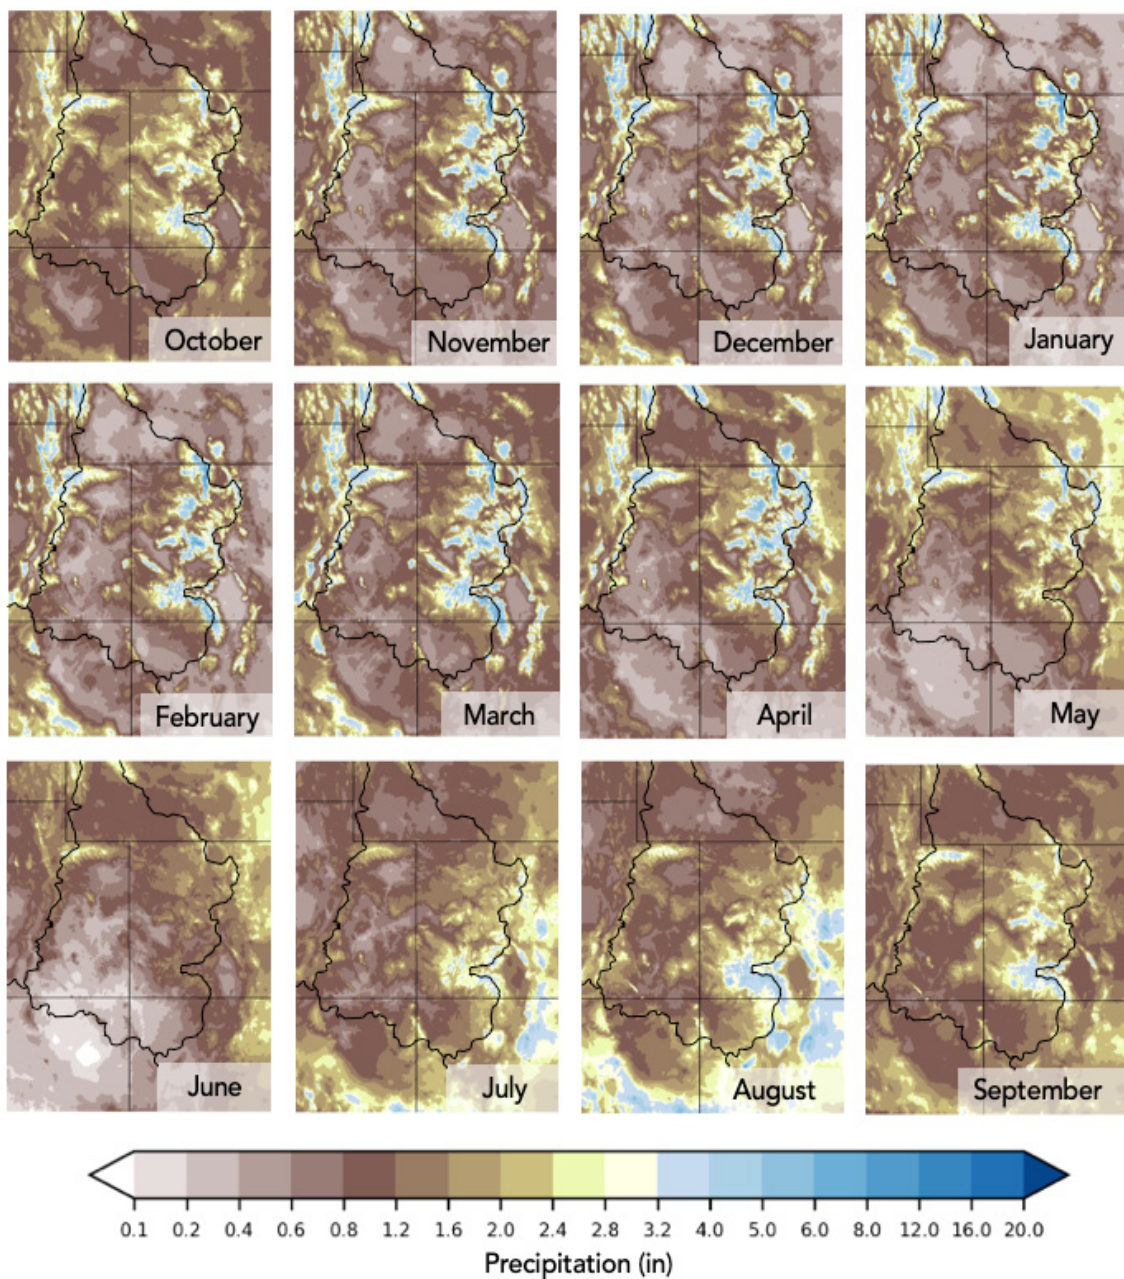 October November December January
February March April May
June July August September
0.1 0.2 0.4 0.6 0.8 1.2 1.6 2.0 2.4 2.8 3.2 4.0 5.0 6.0 8.0 12.0 16.0 20.0
Precipitation (in)